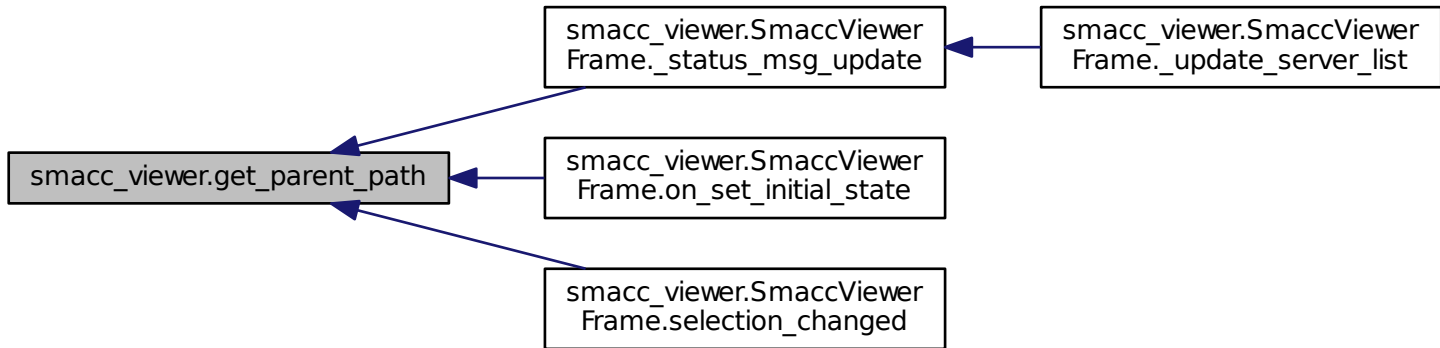 smacc_viewer.get_parent_path
smacc_viewer.SmaccViewer
Frame._status_msg_update
smacc_viewer.SmaccViewer
Frame._update_server_list
smacc_viewer.SmaccViewer
Frame.on_set_initial_state
smacc_viewer.SmaccViewer
Frame.selection_changed